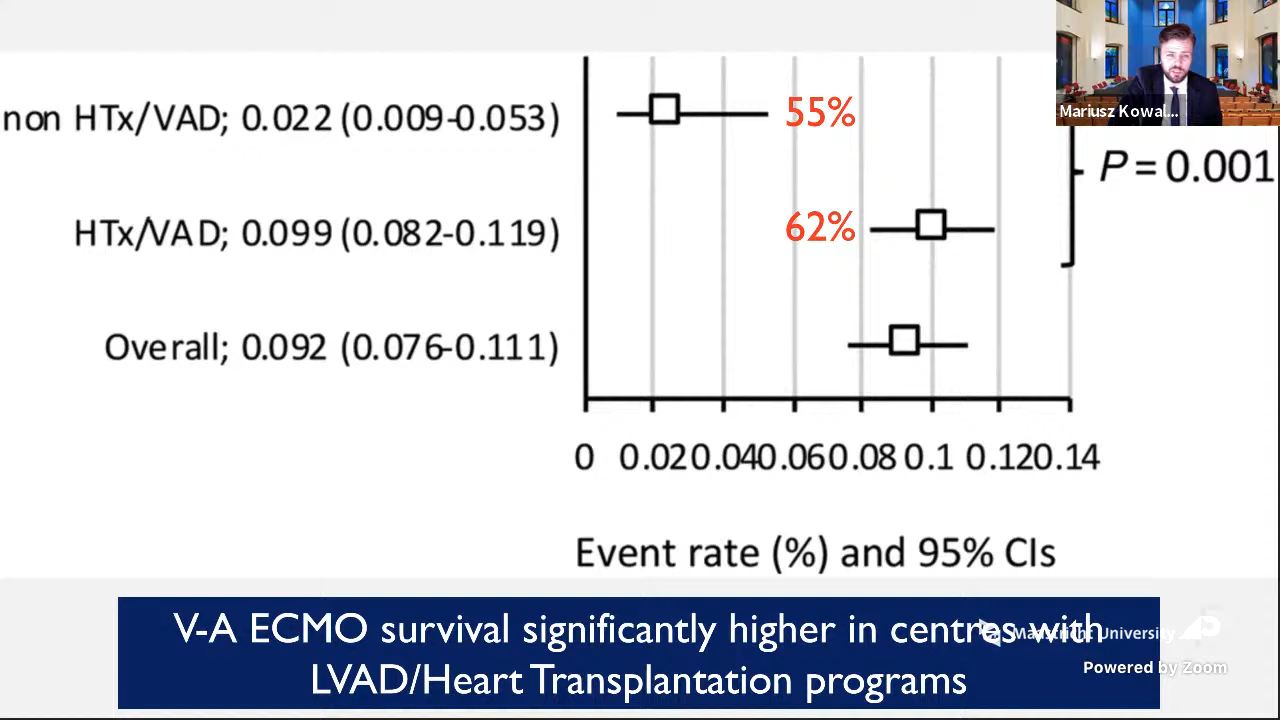 non HTx/VAD; 0.022 (0.009-0.053)
55%
Mariusz Kowal...
P = 0.001
HTx/VAD; 0.099 (0.082-0.119)
62%
Overall; 0.092 (0.076-0.111)
0 0.02 0.04 0.06 0.08 0.1 0.12 0.14
Event rate (%) and 95% CIs
V-A ECMO survival significantly higher in centres with
LVAD/Heart Transplantation programs
Maastricht University
Powered by Zoom